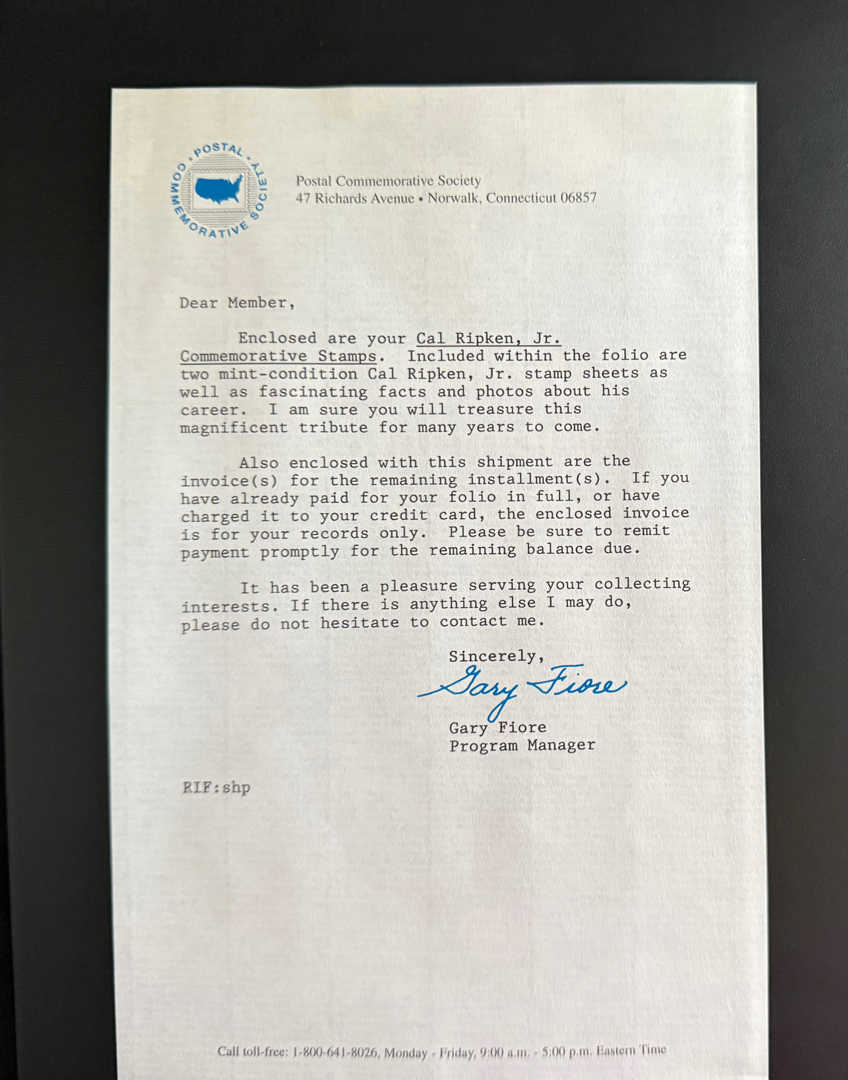 • POSTAL •
COMMEMORATIVE SOCIETY
Postal Commemorative Society
47 Richards Avenue • Norwalk, Connecticut 06857
Dear Member,
Enclosed are your Cal Ripken, Jr.
Commemorative Stamps. Included within the folio are
two mint-condition Cal Ripken, Jr. stamp sheets as
well as fascinating facts and photos about his
career. I am sure you will treasure this
magnificent tribute for many years to come.
Also enclosed with this shipment are the
invoice(s) for the remaining installment(s). If you
have already paid for your folio in full, or have
charged it to your credit card, the enclosed invoice
is for your records only. Please be sure to remit
payment promptly for the remaining balance due.
It has been a pleasure serving your collecting
interests. If there is anything else I may do,
please do not hesitate to contact me.
Sincerely,
Gary Fiore
Gary Fiore
Program Manager
RIF:shp
Call toll-free: 1-800-641-8026, Monday - Friday, 9:00 a.m. - 5:00 p.m. Eastern Time